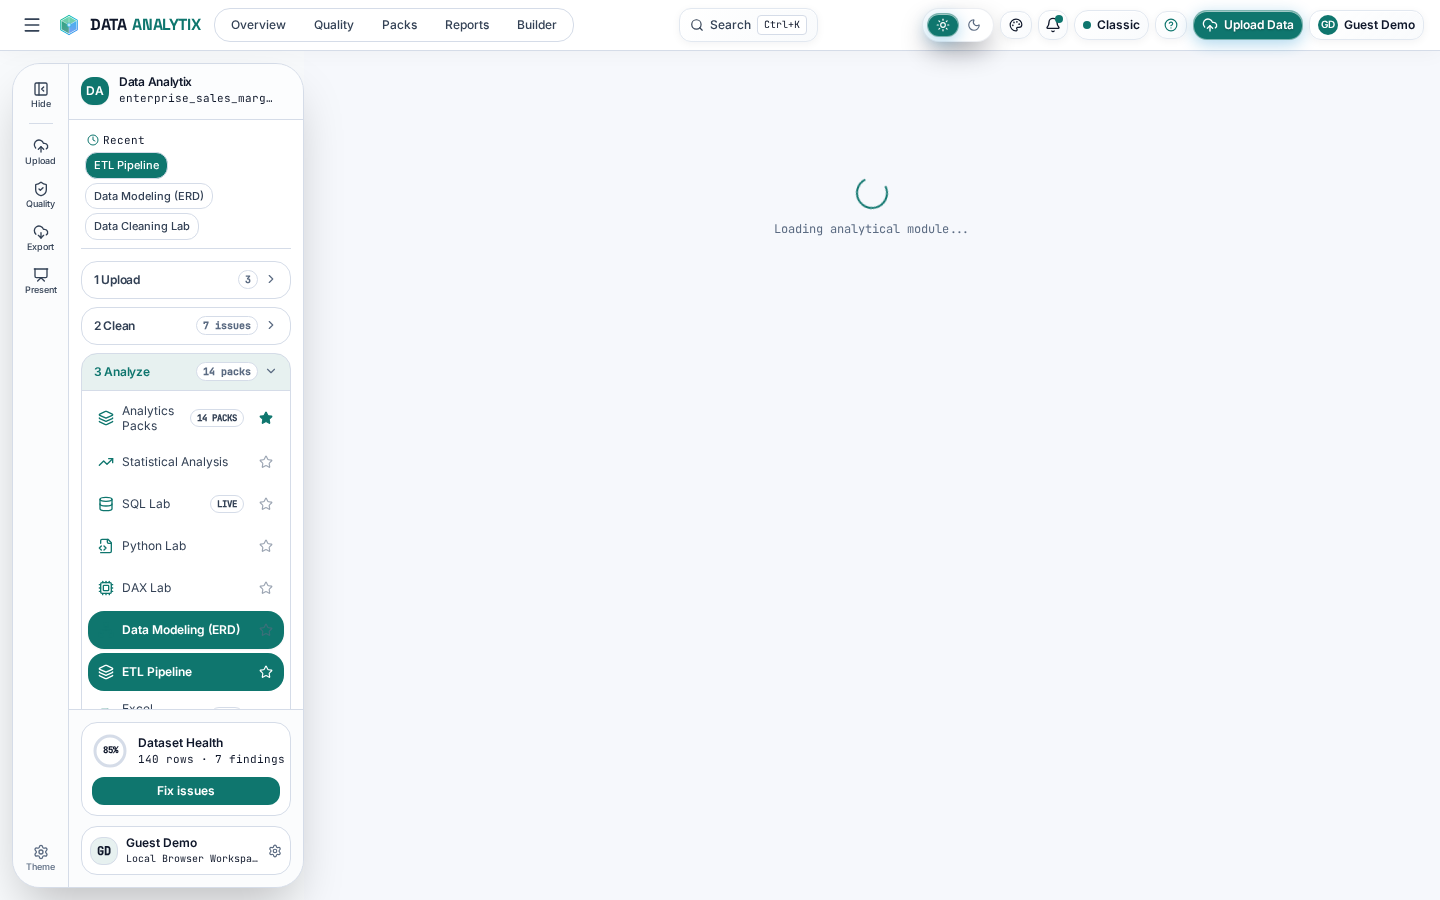 DATA ANALYTIX
Overview
Quality
Packs
Reports
Builder
Search
Ctrl+K
Classic
Upload Data
GD
Guest Demo
Hide
Upload
Quality
Export
Present
Theme
DA
Data Analytix
enterprise_sales_marg…
Recent
ETL Pipeline
Data Modeling (ERD)
Data Cleaning Lab
1 Upload
3
2 Clean
7 issues
3 Analyze
14 packs
Analytics
Packs
14 PACKS
Statistical Analysis
SQL Lab
LIVE
Python Lab
DAX Lab
Data Modeling (ERD)
ETL Pipeline
Excel
85%
Dataset Health
140 rows · 7 findings
Fix issues
GD
Guest Demo
Local Browser Workspa…
Loading analytical module...